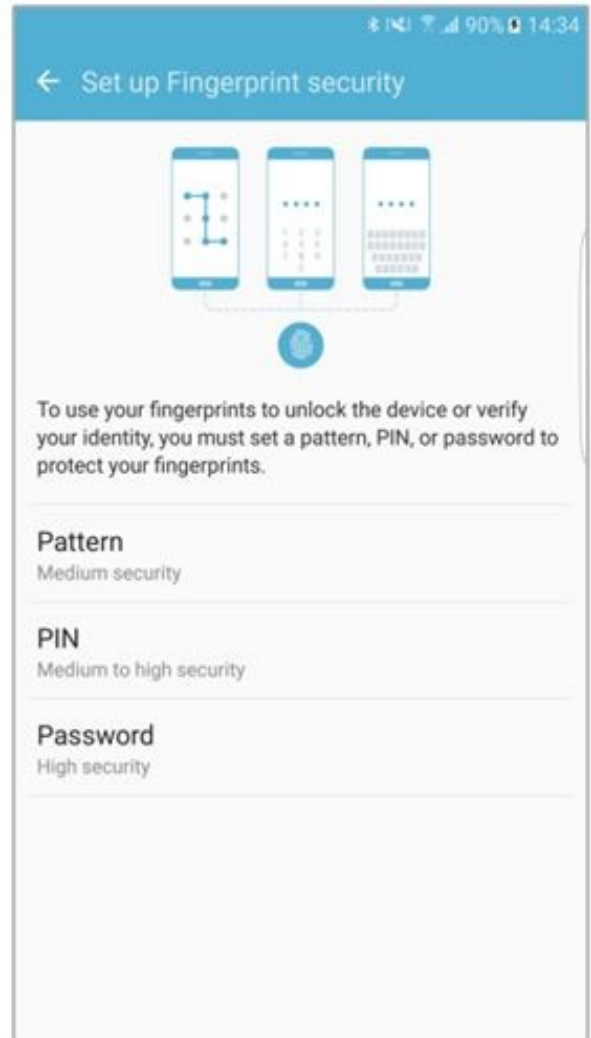 90% 14:34
Set up Fingerprint security
To use your fingerprints to unlock the device or verify
your identity, you must set a pattern, PIN, or password to
protect your fingerprints.
Pattern
Medium security
PIN
Medium to high security
Password
High security